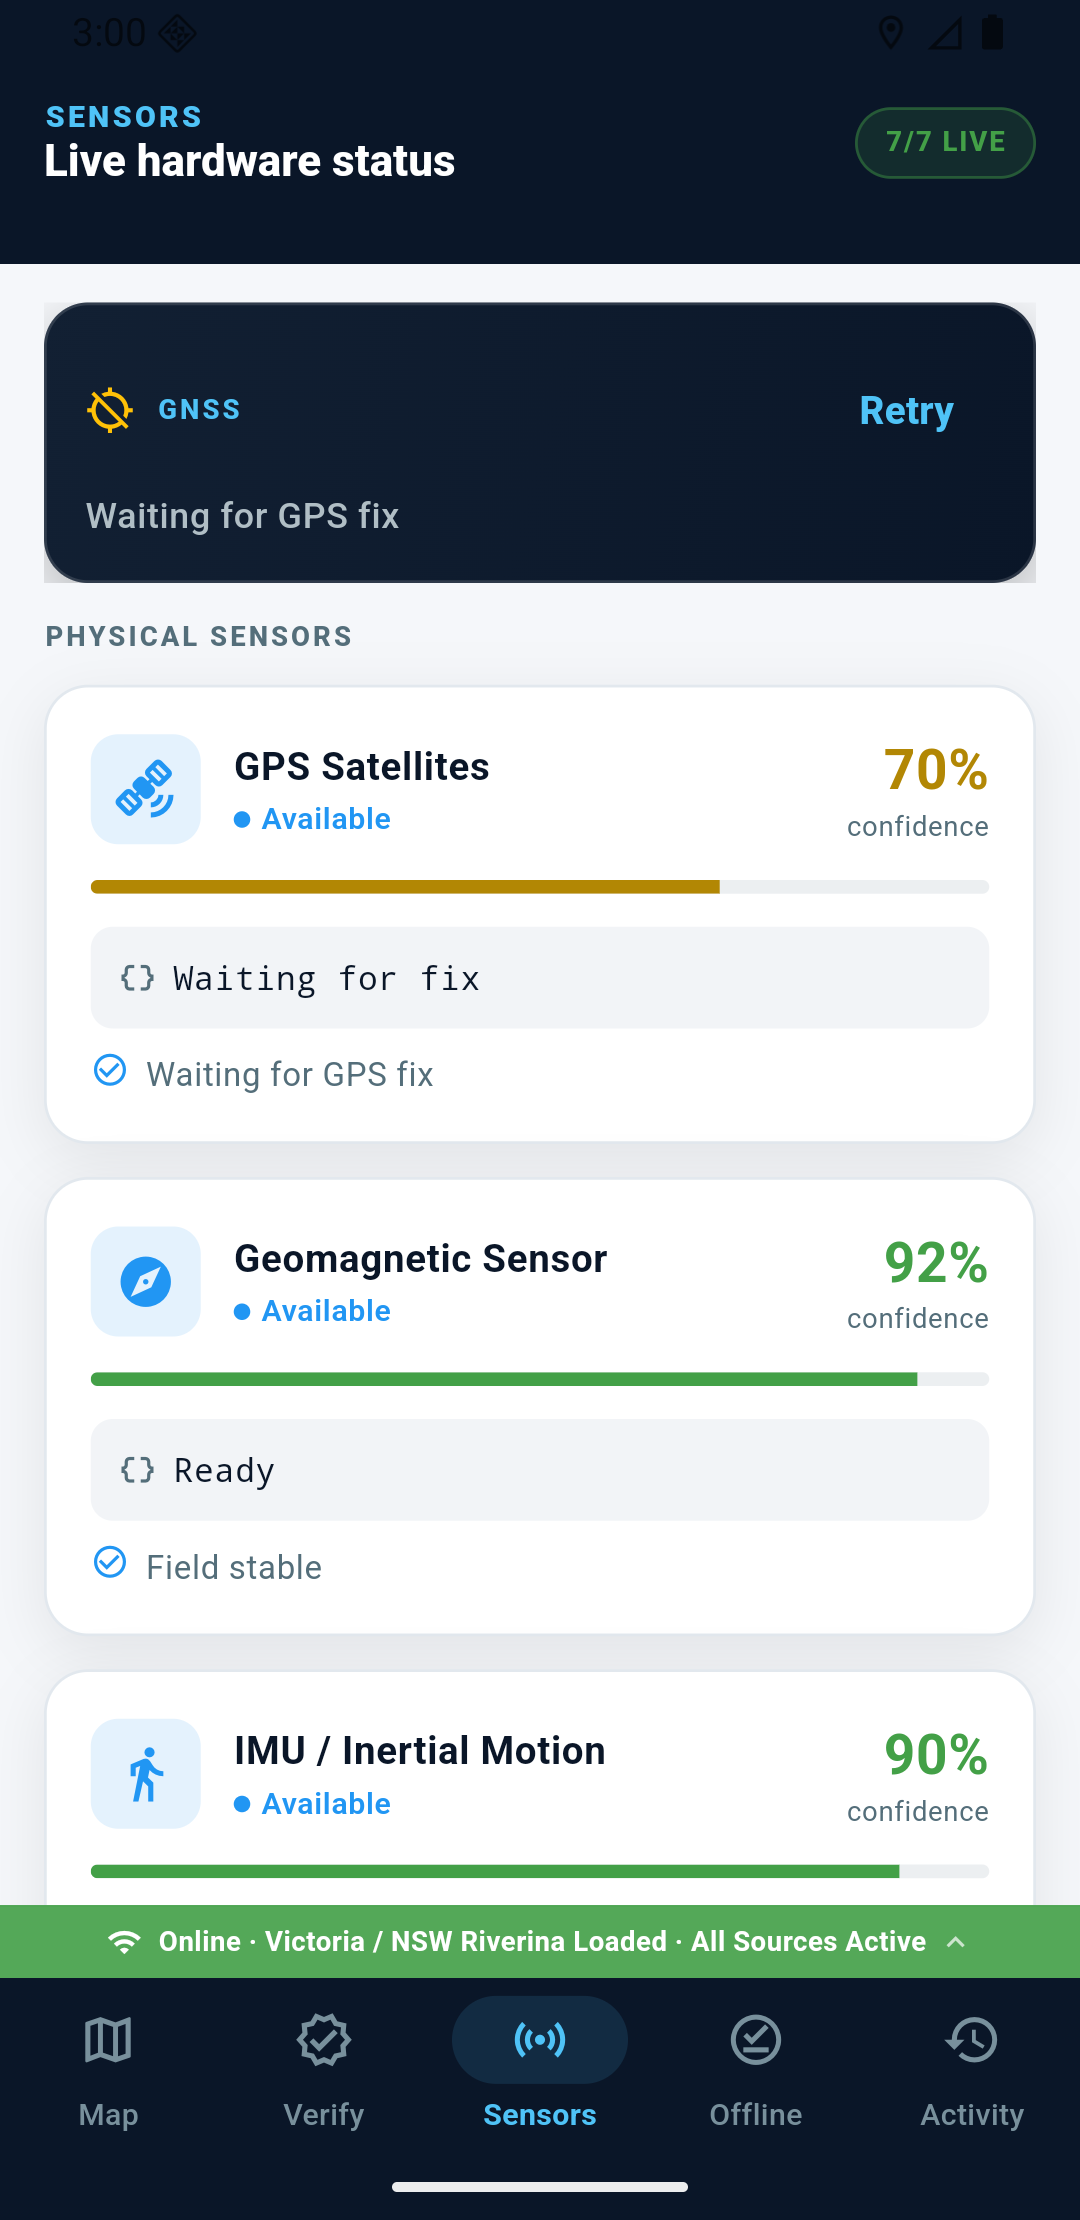 3:00
SENSORS
Live hardware status
7/7 LIVE
GNSS
Retry
Waiting for GPS fix
PHYSICAL SENSORS
GPS Satellites
Available
70%
confidence
{} Waiting for fix
Waiting for GPS fix
Geomagnetic Sensor
Available
92%
confidence
{} Ready
Field stable
IMU / Inertial Motion
Available
90%
confidence
Online · Victoria / NSW Riverina Loaded · All Sources Active
Map
Verify
Sensors
Offline
Activity